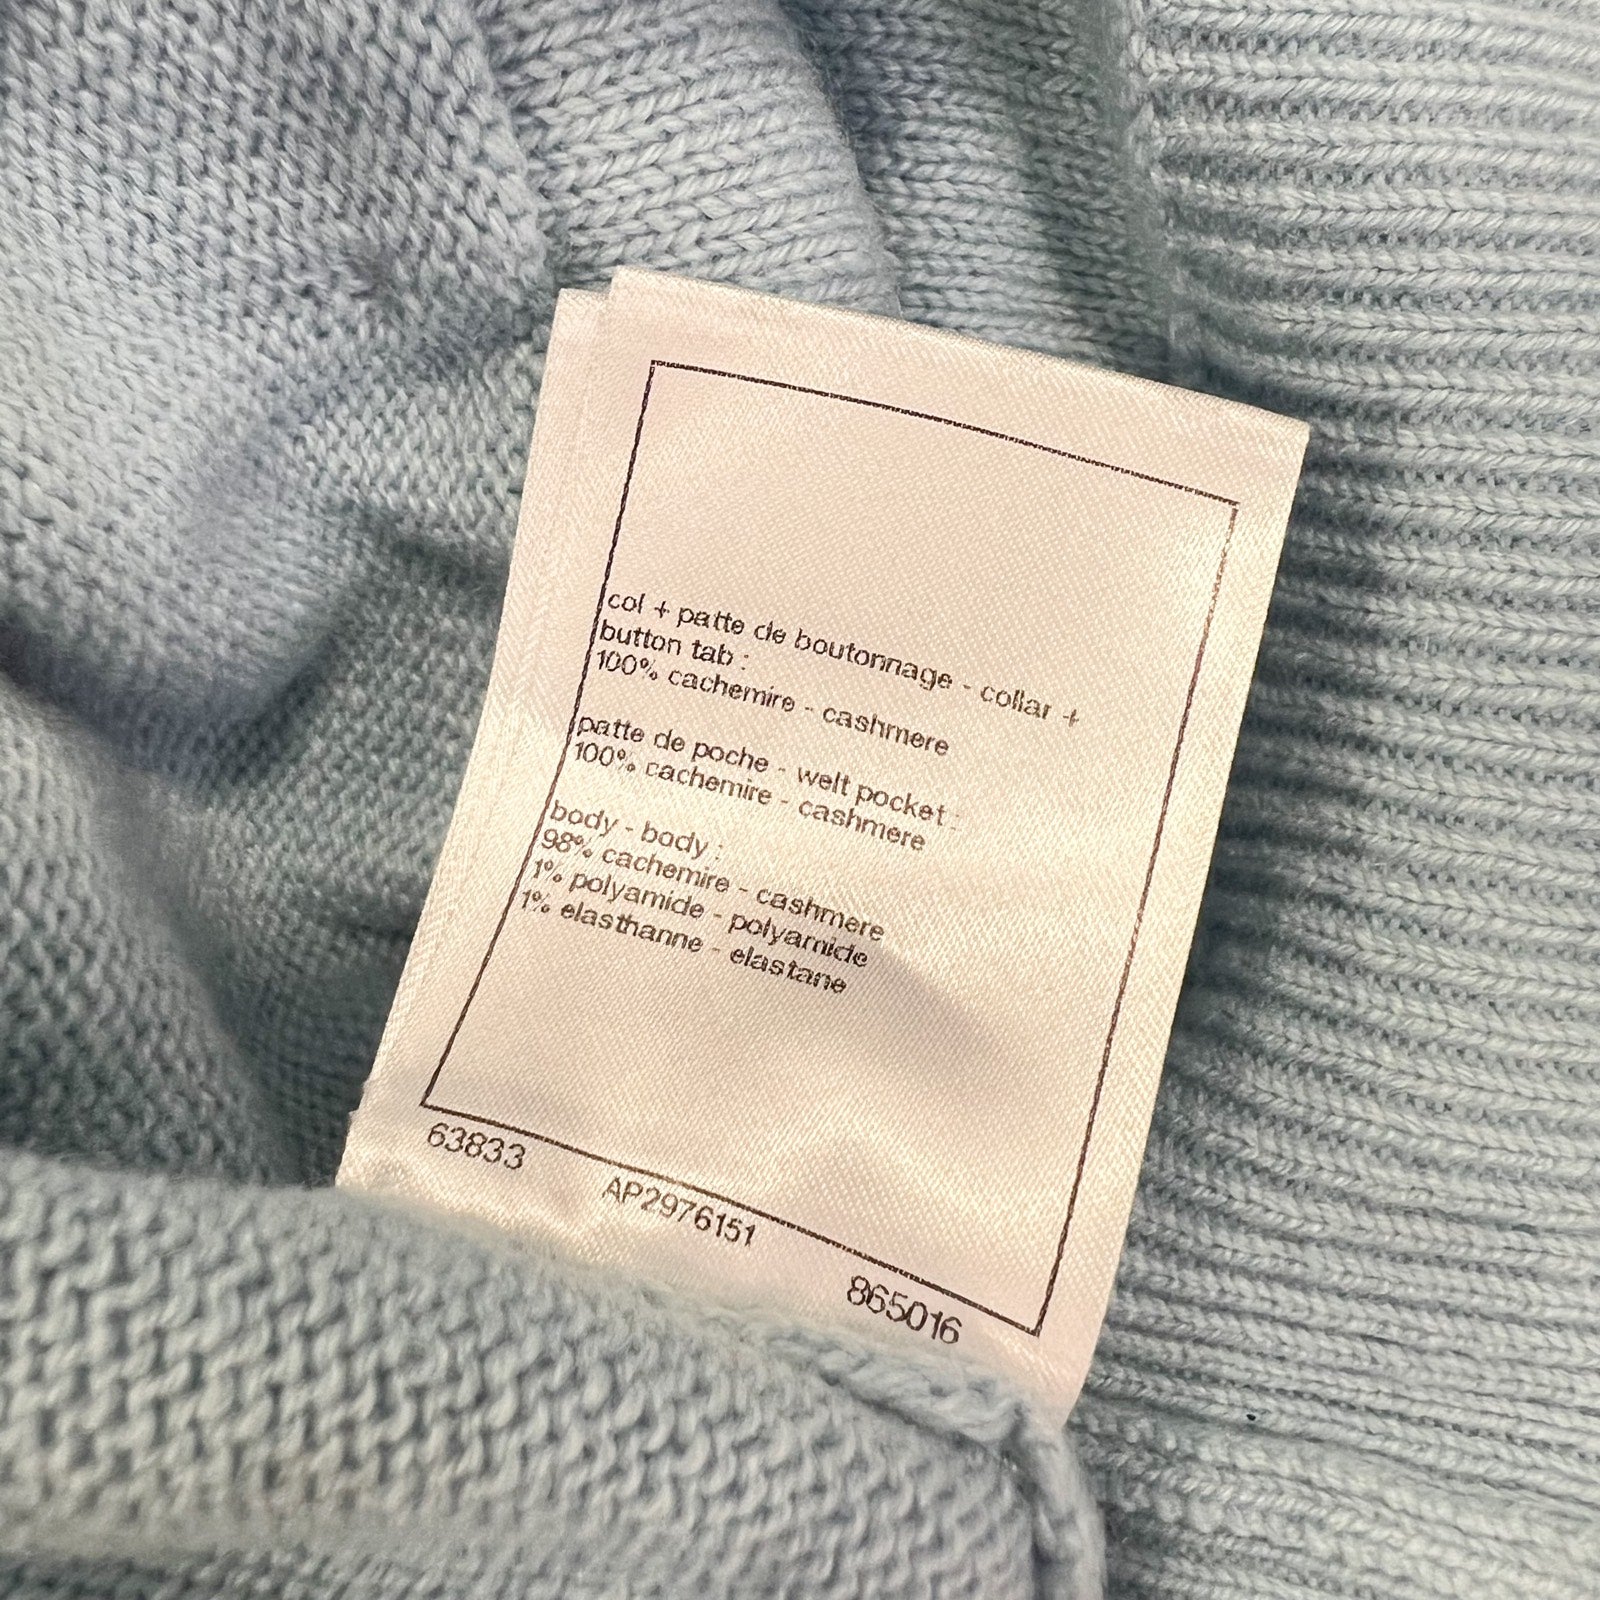 col + patte de boutonnage - collar +
button tab :
100% cachemire - cashmere
patte de poche - welt pocket :
100% cachemire - cashmere
body - body :
98% cachemire - cashmere
1% polyamide - polyamide
1% elasthanne - elastane
63833 AP2976151 865016